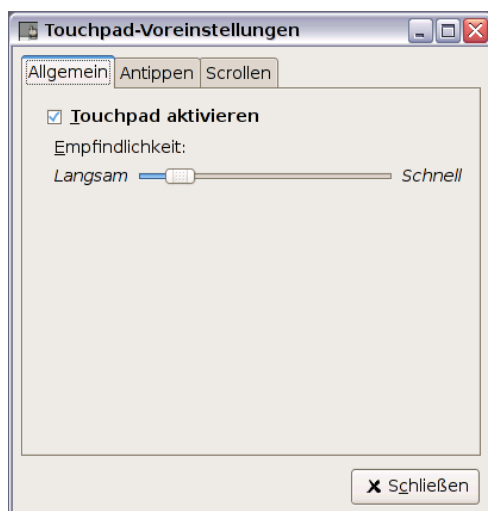 Touchpad-Voreinstellungen
Allgemein Antippen Scrollen
Touchpad aktivieren
Empfindlichkeit:
Langsam Schnell
Schließen